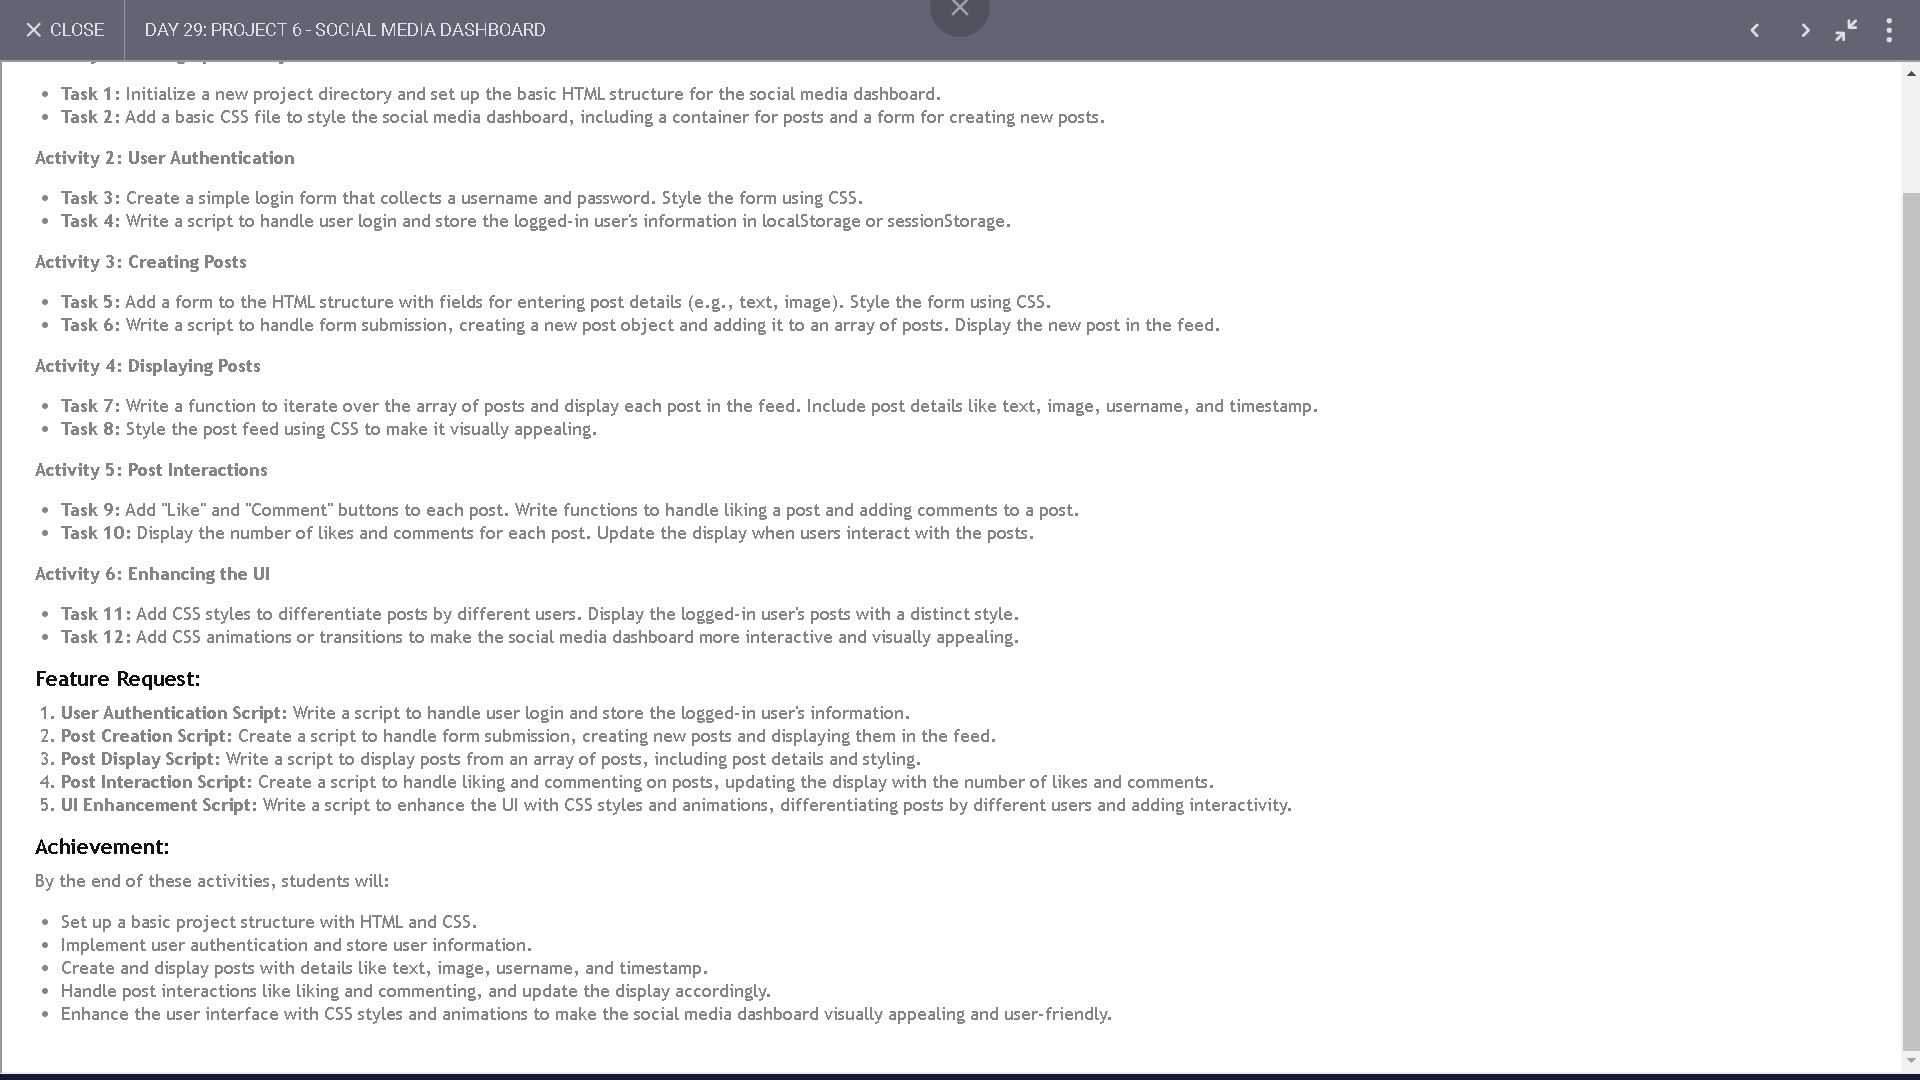 CLOSE
DAY 29: PROJECT 6 - SOCIAL MEDIA DASHBOARD
• Task 1: Initialize a new project directory and set up the basic HTML structure for the social media dashboard.
• Task 2: Add a basic CSS file to style the social media dashboard, including a container for posts and a form for creating new posts.
Activity 2: User Authentication
• Task 3: Create a simple login form that collects a username and password. Style the form using CSS.
• Task 4: Write a script to handle user login and store the logged-in user's information in localStorage or sessionStorage.
Activity 3: Creating Posts
• Task 5: Add a form to the HTML structure with fields for entering post details (e.g., text, image). Style the form using CSS.
• Task 6: Write a script to handle form submission, creating a new post object and adding it to an array of posts. Display the new post in the feed.
Activity 4: Displaying Posts
• Task 7: Write a function to iterate over the array of posts and display each post in the feed. Include post details like text, image, username, and timestamp.
• Task 8: Style the post feed using CSS to make it visually appealing.
Activity 5: Post Interactions
• Task 9: Add "Like" and "Comment" buttons to each post. Write functions to handle liking a post and adding comments to a post.
• Task 10: Display the number of likes and comments for each post. Update the display when users interact with the posts.
Activity 6: Enhancing the UI
• Task 11: Add CSS styles to differentiate posts by different users. Display the logged-in user's posts with a distinct style.
• Task 12: Add CSS animations or transitions to make the social media dashboard more interactive and visually appealing.
Feature Request:
1. User Authentication Script: Write a script to handle user login and store the logged-in user's information.
2. Post Creation Script: Create a script to handle form submission, creating new posts and displaying them in the feed.
3. Post Display Script: Write a script to display posts from an array of posts, including post details and styling.
4. Post Interaction Script: Create a script to handle liking and commenting on posts, updating the display with the number of likes and comments.
5. UI Enhancement Script: Write a script to enhance the UI with CSS styles and animations, differentiating posts by different users and adding interactivity.
Achievement:
By the end of these activities, students will:
• Set up a basic project structure with HTML and CSS.
• Implement user authentication and store user information.
• Create and display posts with details like text, image, username, and timestamp.
• Handle post interactions like liking and commenting, and update the display accordingly.
• Enhance the user interface with CSS styles and animations to make the social media dashboard visually appealing and user-friendly.